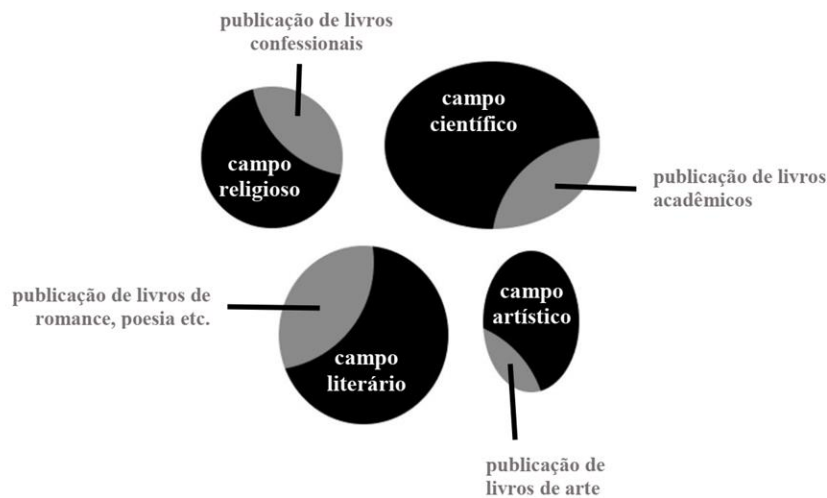 publicação de livros
confessionais
campo
científico
campo
religioso
publicação de livros
acadêmicos
publicação de livros de
romance, poesia etc.
campo
artístico
campo
literário
publicação de
livros de arte